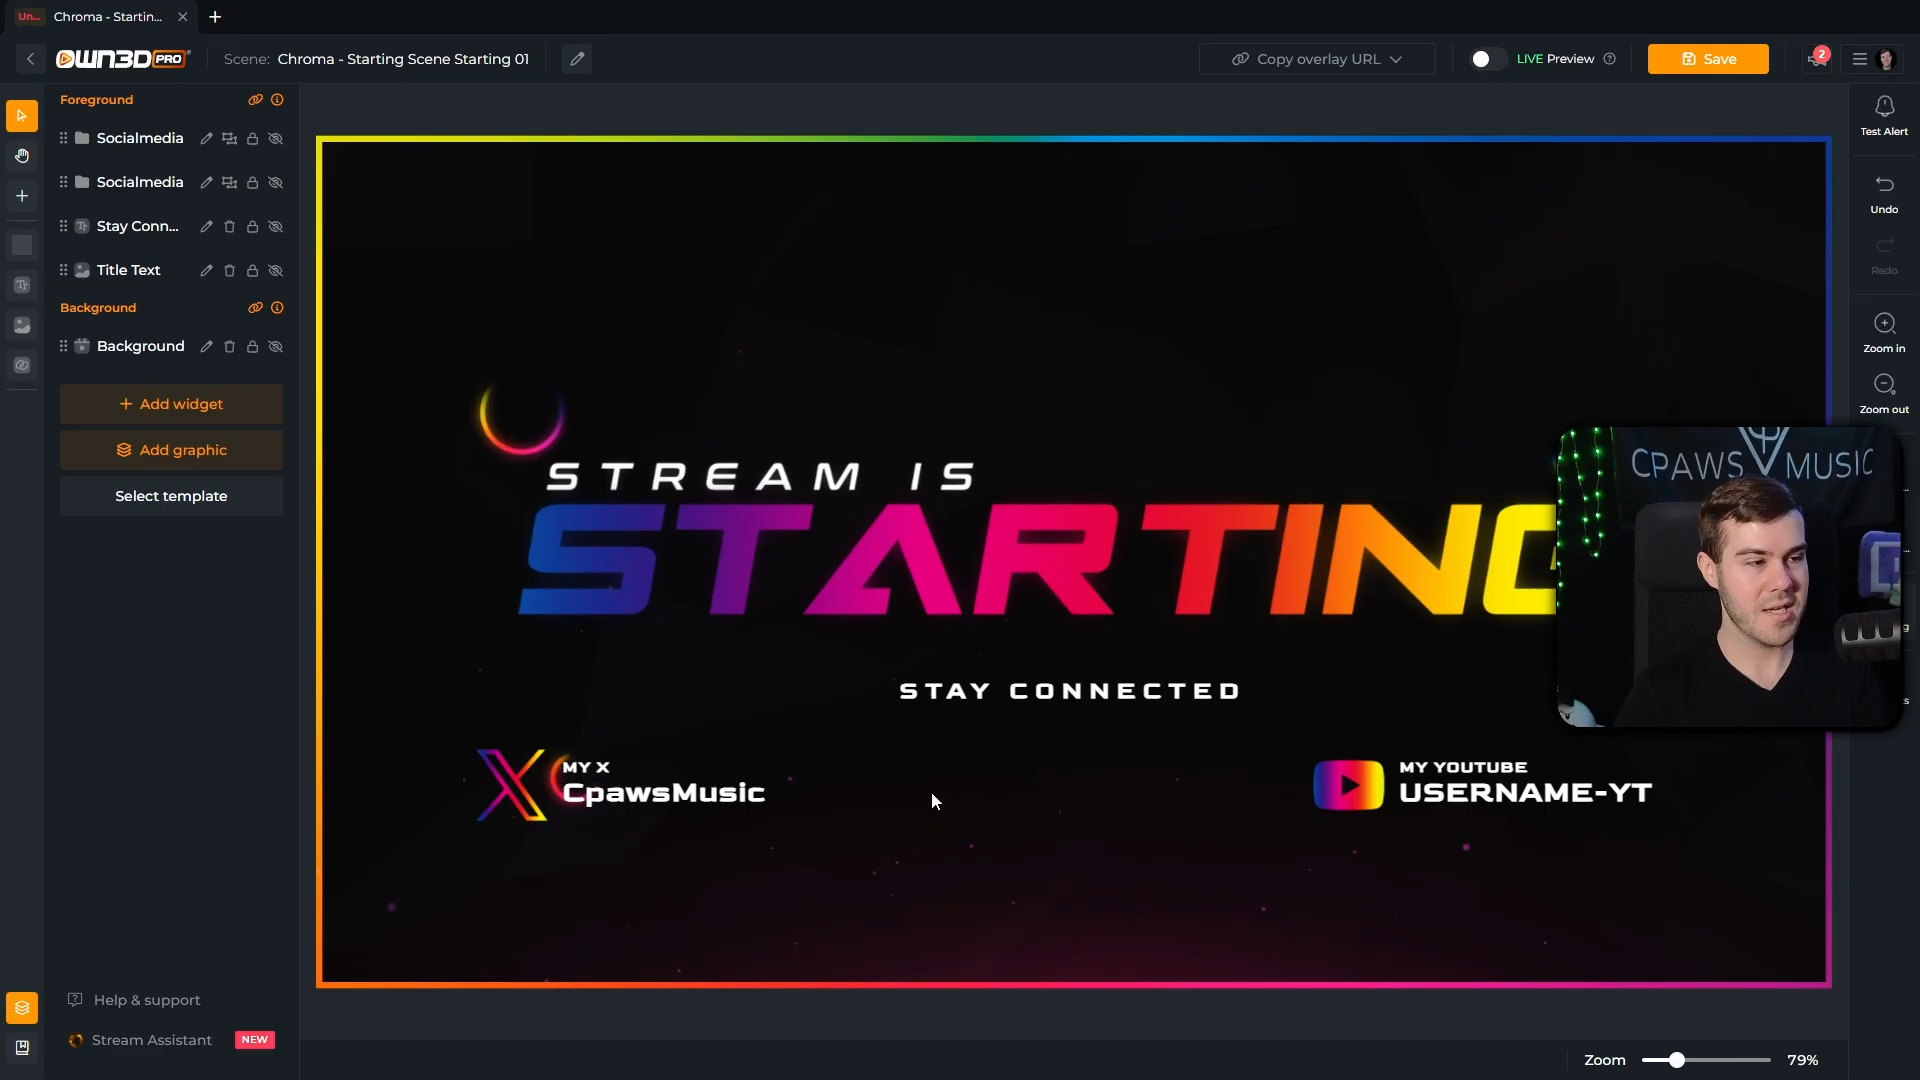 Un...
Chroma - Startin...
OWN3D PRO
Scene: Chroma - Starting Scene Starting 01
Copy overlay URL
LIVE Preview
Save
2
Foreground
Socialmedia
Socialmedia
Stay Conn...
Title Text
Background
Background
Add widget
Add graphic
Select template
Help & support
Stream Assistant
NEW
STREAM IS
STARTING
STAY CONNECTED
MY X
CpawsMusic
MY YOUTUBE
USERNAME-YT
CPAWS MUSIC
Test Alert
Undo
Redo
Zoom in
Zoom out
Zoom
79%